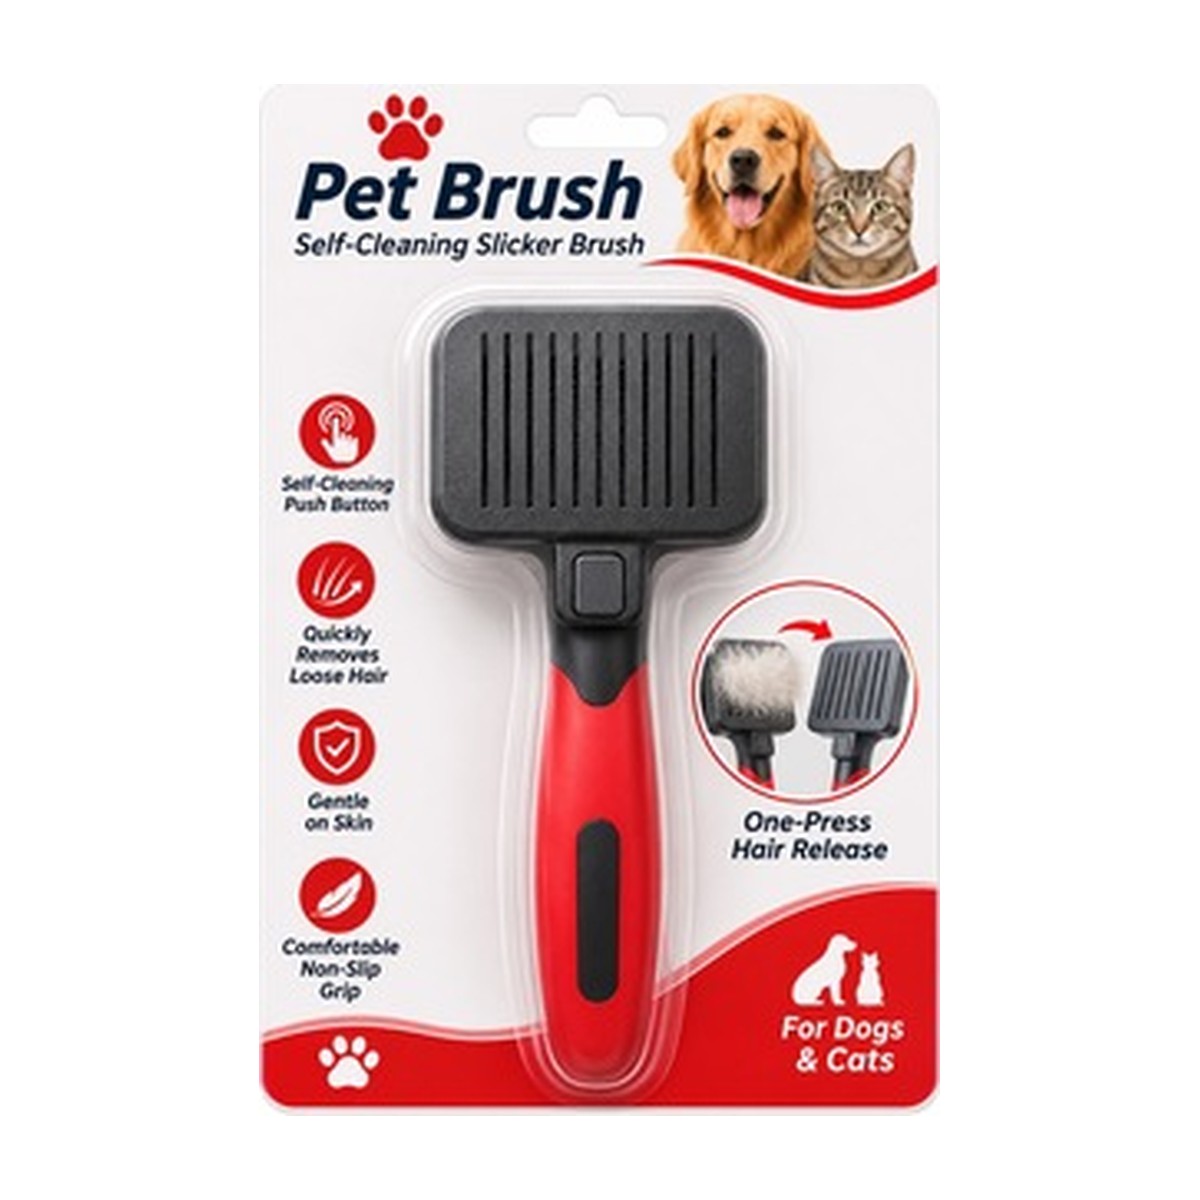 Pet Brush
Self-Cleaning Slicker Brush
Self-Cleaning
Push Button
Quickly
Removes
Loose Hair
Gentle
on Skin
Comfortable
Non-Slip
Grip
One-Press
Hair Release
For Dogs
& Cats